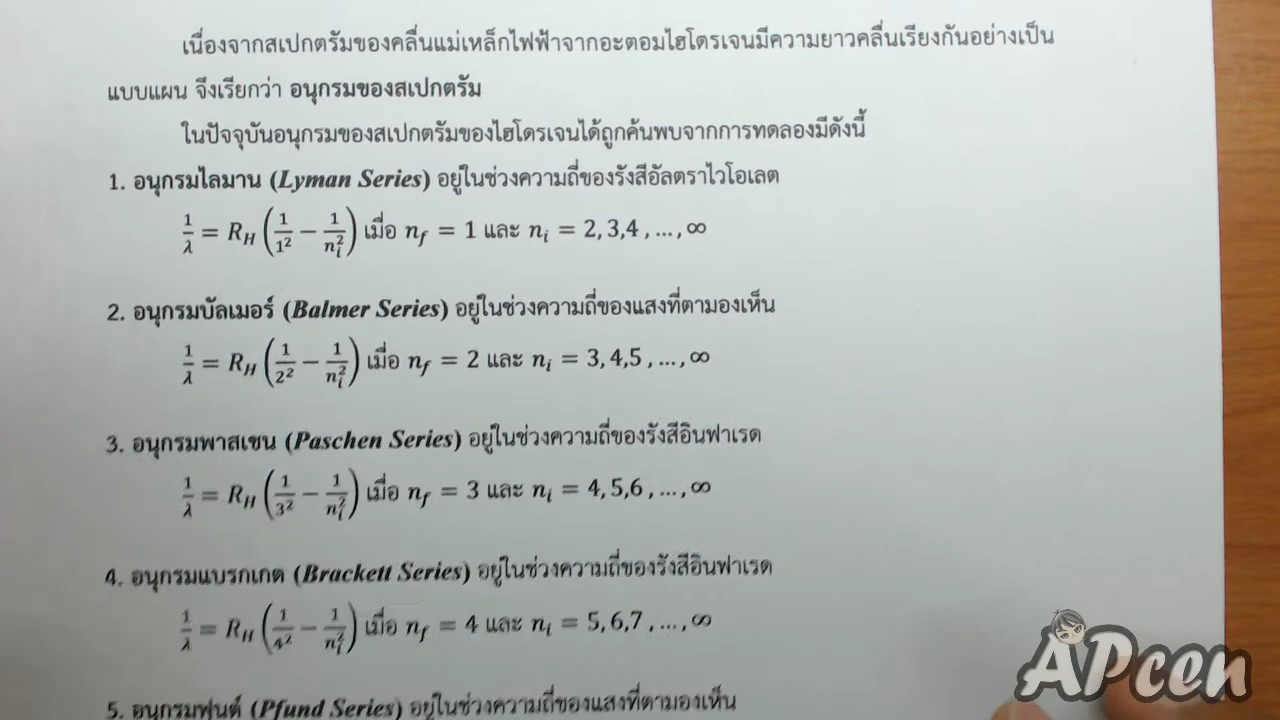 เนื่องจากสเปกตรัมของคลื่นแม่เหล็กไฟฟ้าจากอะตอมไฮโดรเจนมีความยาวคลื่นเรียงกันอย่างเป็น
แบบแผน จึงเรียกว่า อนุกรมของสเปกตรัม
ในปัจจุบันอนุกรมของสเปกตรัมของไฮโดรเจนได้ถูกค้นพบจากการทดลองมีดังนี้
1. อนุกรมไลมาน (Lyman Series) อยู่ในช่วงความถี่ของรังสีอัลตราไวโอเลต
1/λ = R_H (1/1² − 1/n_i²) เมื่อ n_f = 1 และ n_i = 2, 3,4 , … , ∞
2. อนุกรมบัลเมอร์ (Balmer Series) อยู่ในช่วงความถี่ของแสงที่ตามองเห็น
1/λ = R_H (1/2² − 1/n_i²) เมื่อ n_f = 2 และ n_i = 3, 4,5 , … , ∞
3. อนุกรมพาสเชน (Paschen Series) อยู่ในช่วงความถี่ของรังสีอินฟาเรด
1/λ = R_H (1/3² − 1/n_i²) เมื่อ n_f = 3 และ n_i = 4, 5,6 , … , ∞
4. อนุกรมแบรกเกต (Brackett Series) อยู่ในช่วงความถี่ของรังสีอินฟาเรด
1/λ = R_H (1/4² − 1/n_i²) เมื่อ n_f = 4 และ n_i = 5, 6,7 , … , ∞
5. อนุกรมฟุนด์ (Pfund Series) อยู่ในช่วงความถี่ของแสงที่ตามองเห็น
APcen